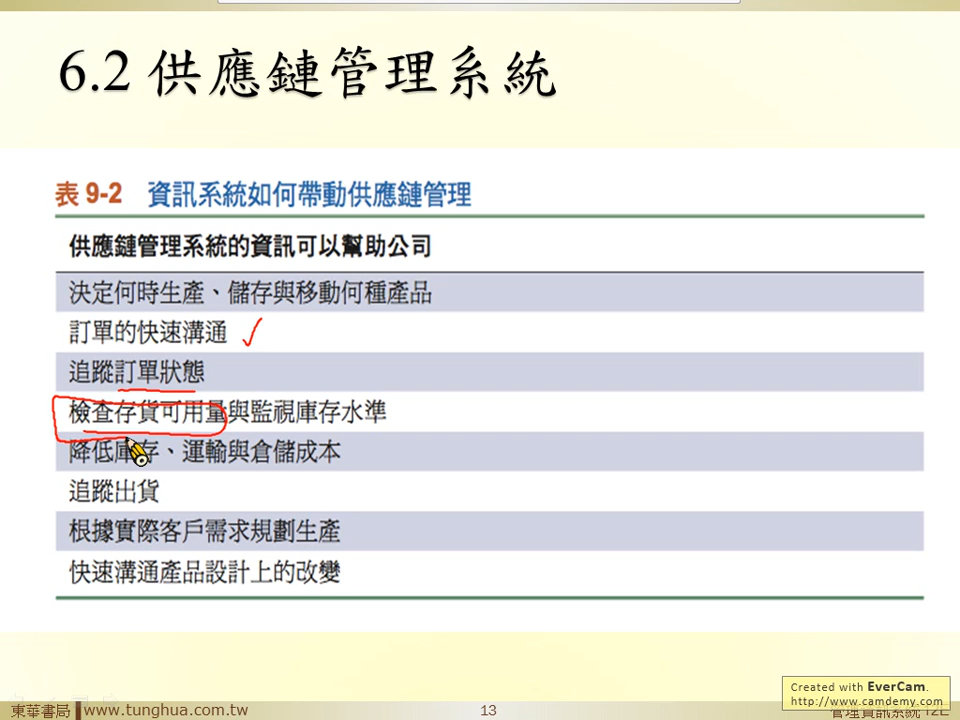 6.2 供應鏈管理系統
表 9-2 資訊系統如何帶動供應鏈管理
供應鏈管理系統的資訊可以幫助公司
決定何時生產、儲存與移動何種產品
訂單的快速溝通
追蹤訂單狀態
檢查存貨可用量與監視庫存水準
降低庫存、運輸與倉儲成本
追蹤出貨
根據實際客戶需求規劃生產
快速溝通產品設計上的改變
Created with EverCam.
http://www.camdemy.com
東華書局 www.tunghua.com.tw
13
管理資訊系統 12E